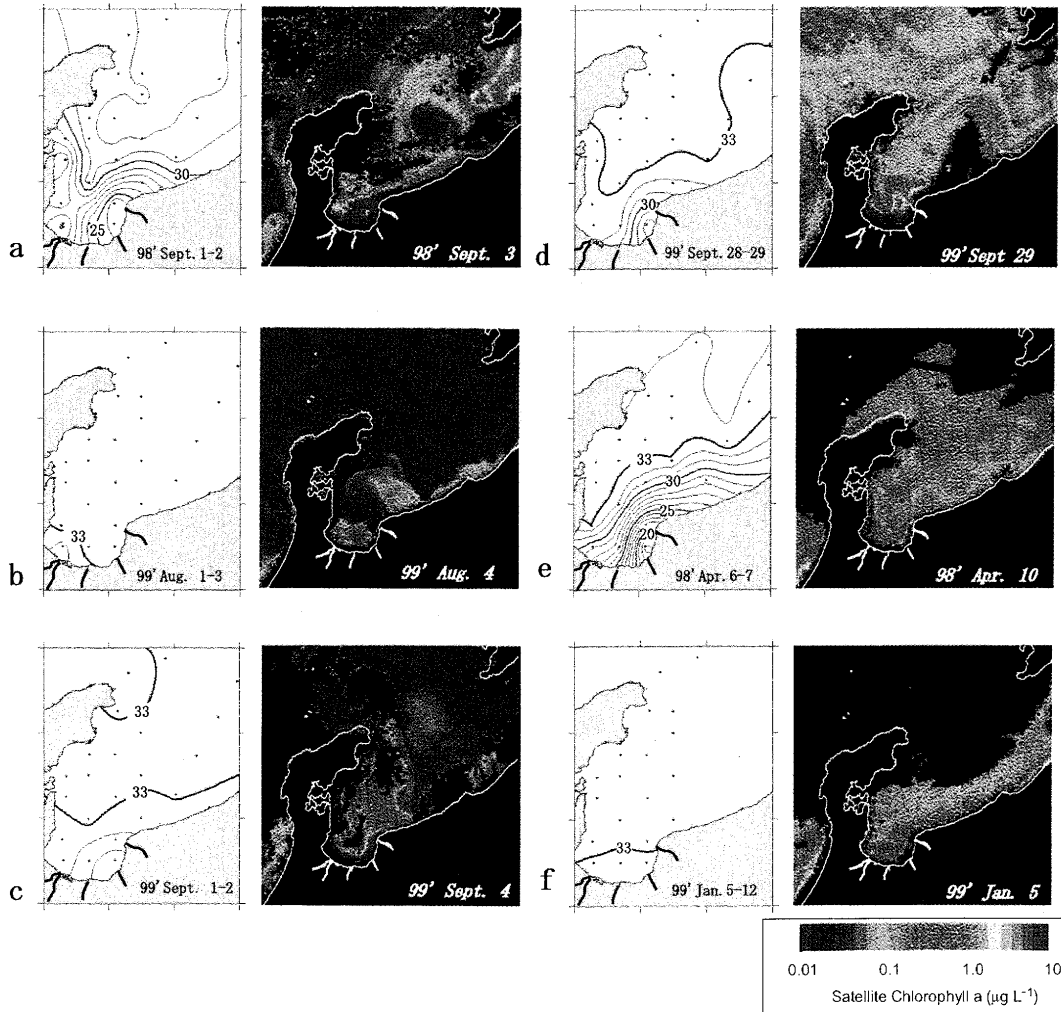 30
25
a
98' Sept. 1-2
98' Sept. 3
33
30
d
99' Sept. 28-29
99' Sept 29
33
b
99' Aug. 1-3
99' Aug. 4
33
30
25
20
e
98' Apr. 6-7
98' Apr. 10
33
33
c
99' Sept. 1-2
99' Sept. 4
33
f
99' Jan. 5-12
99' Jan. 5
0.01 0.1 1.0 10
Satellite Chlorophyll a (μg L⁻¹)